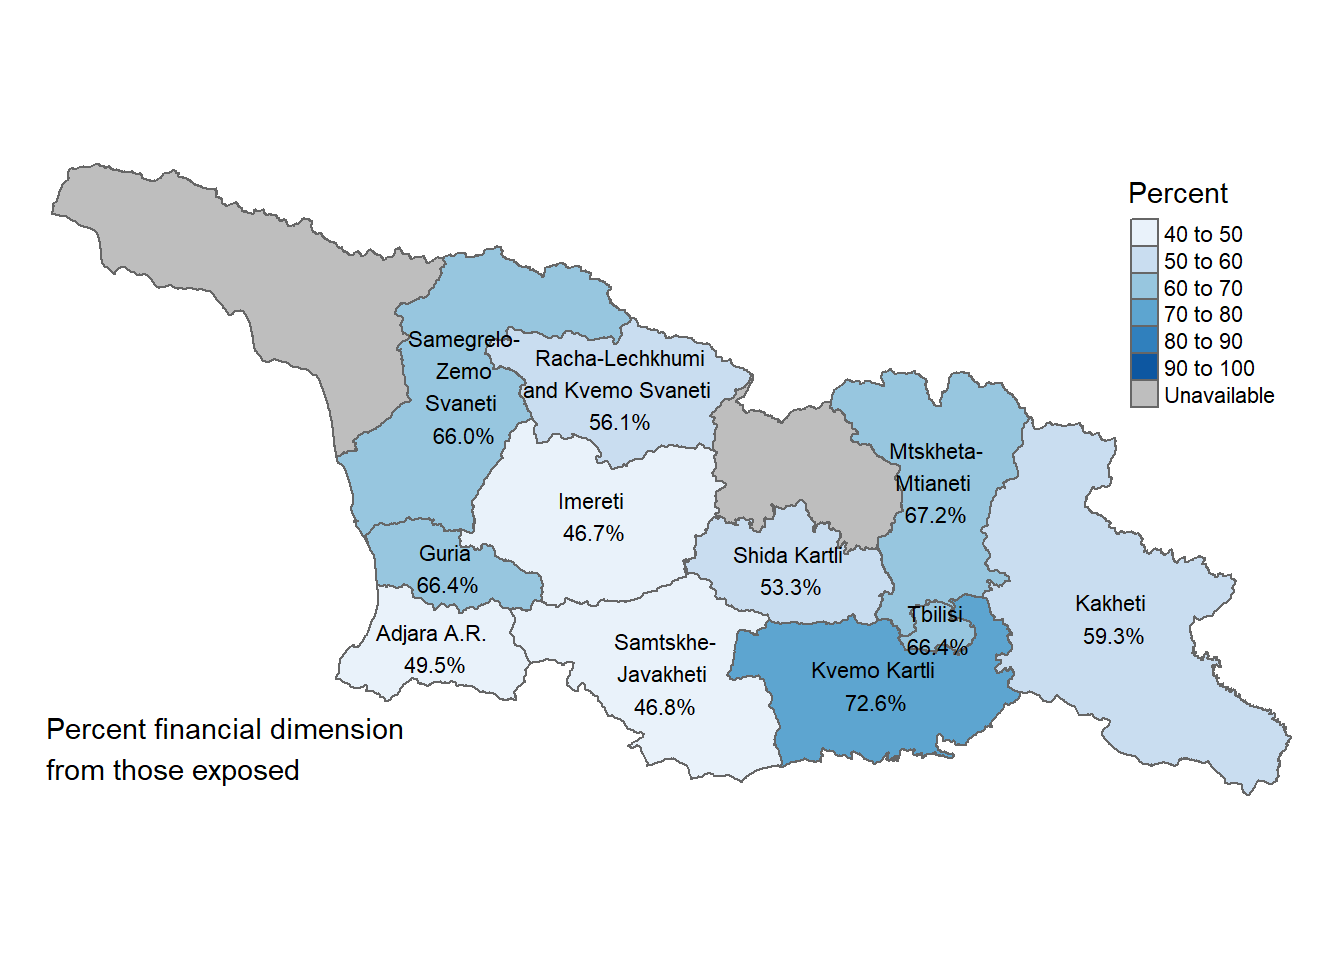 Percent
40 to 50
50 to 60
60 to 70
70 to 80
80 to 90
90 to 100
Unavailable
Samegrelo-
Zemo
Svaneti
66.0%
Racha-Lechkhumi
and Kvemo Svaneti
56.1%
Mtskheta-
Mtianeti
67.2%
Imereti
46.7%
Guria
66.4%
Shida Kartli
53.3%
Adjara A.R.
49.5%
Samtskhe-
Javakheti
46.8%
Tbilisi
66.4%
Kvemo Kartli
72.6%
Kakheti
59.3%
Percent financial dimension
from those exposed